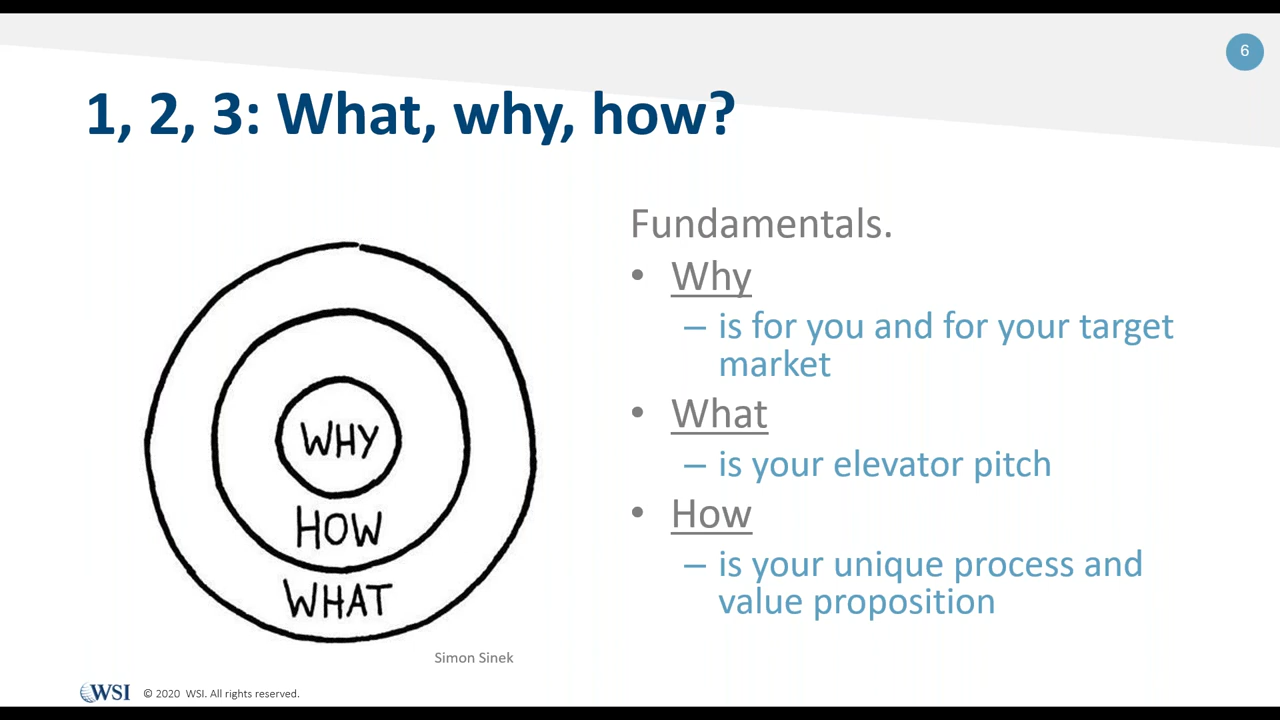 6
1, 2, 3: What, why, how?
WHY
HOW
WHAT
Simon Sinek
Fundamentals.
• Why
– is for you and for your target
market
• What
– is your elevator pitch
• How
– is your unique process and
value proposition
WSI © 2020 WSI. All rights reserved.